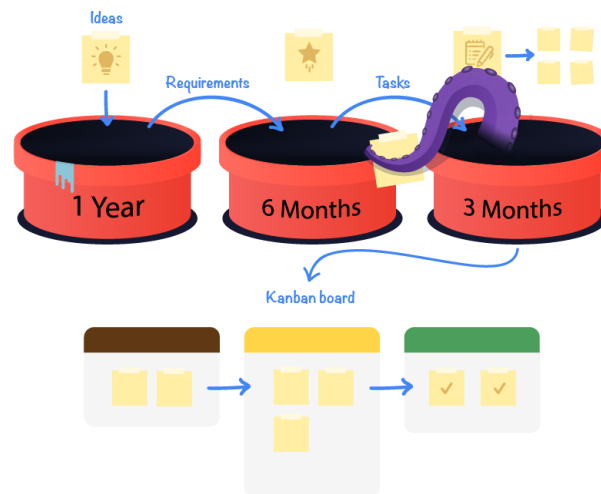 Ideas
Requirements
Tasks
1 Year
6 Months
3 Months
Kanban board